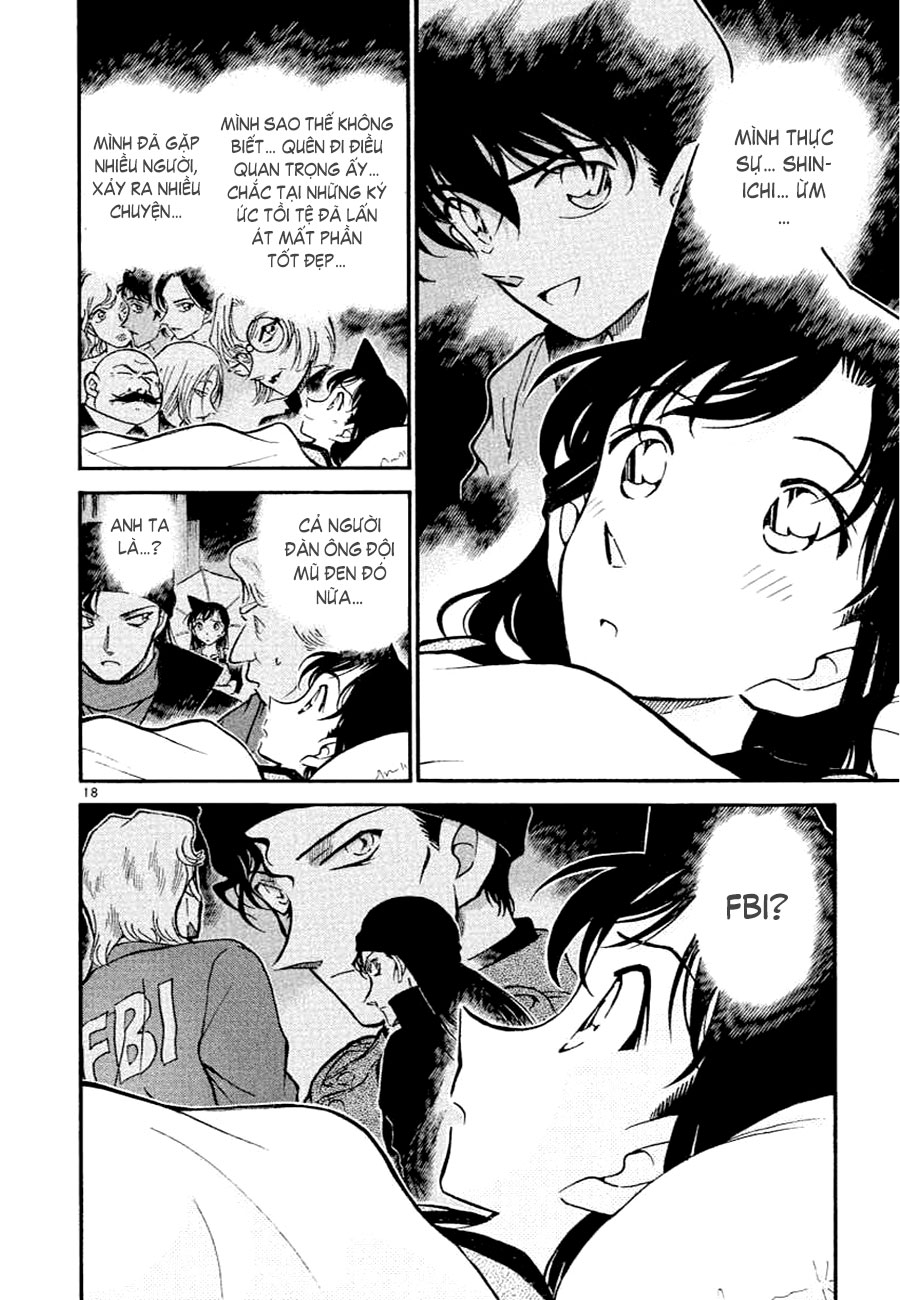 MÌNH THỰC
SỰ... SHIN-
ICHI... ỪM
...
MÌNH SAO THẾ KHÔNG
BIẾT... QUÊN ĐI ĐIỀU
QUAN TRỌNG ẤY...
CHẮC TẠI NHỮNG KÝ
ỨC TỒI TỆ ĐÃ LẤN
ÁT MẤT PHẦN
TỐT ĐẸP...
MÌNH ĐÃ GẶP
NHIỀU NGƯỜI,
XẢY RA NHIỀU
CHUYỆN...
CẢ NGƯỜI
ĐÀN ÔNG ĐỘI
MŨ ĐEN ĐÓ
NỮA...
ANH TA
LÀ...?
18
FBI?
FBI